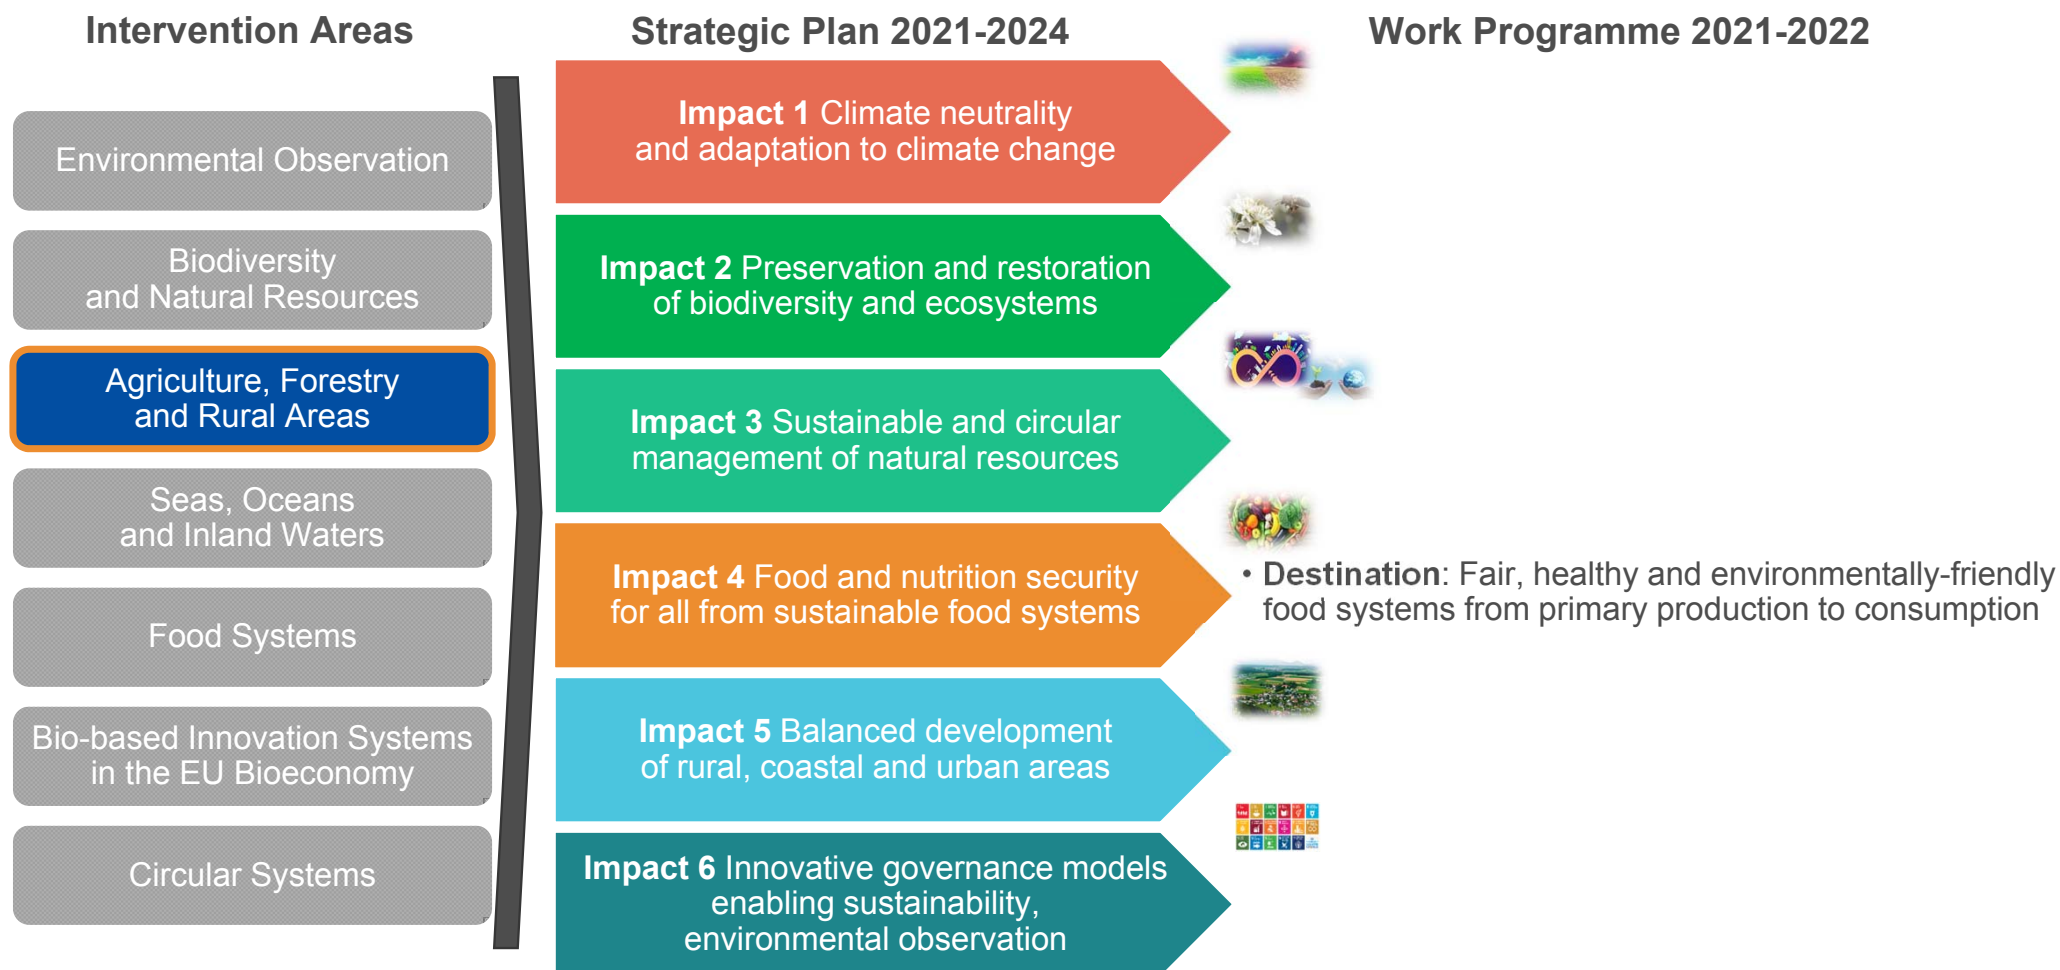 Intervention Areas
Strategic Plan 2021-2024
Work Programme 2021-2022
Environmental Observation
Biodiversity
and Natural Resources
Agriculture, Forestry
and Rural Areas
Seas, Oceans
and Inland Waters
Food Systems
Bio-based Innovation Systems
in the EU Bioeconomy
Circular Systems
Impact 1 Climate neutrality
and adaptation to climate change
Impact 2 Preservation and restoration
of biodiversity and ecosystems
Impact 3 Sustainable and circular
management of natural resources
Impact 4 Food and nutrition security
for all from sustainable food systems
Impact 5 Balanced development
of rural, coastal and urban areas
Impact 6 Innovative governance models
enabling sustainability,
environmental observation
• Destination: Fair, healthy and environmentally-friendly
food systems from primary production to consumption